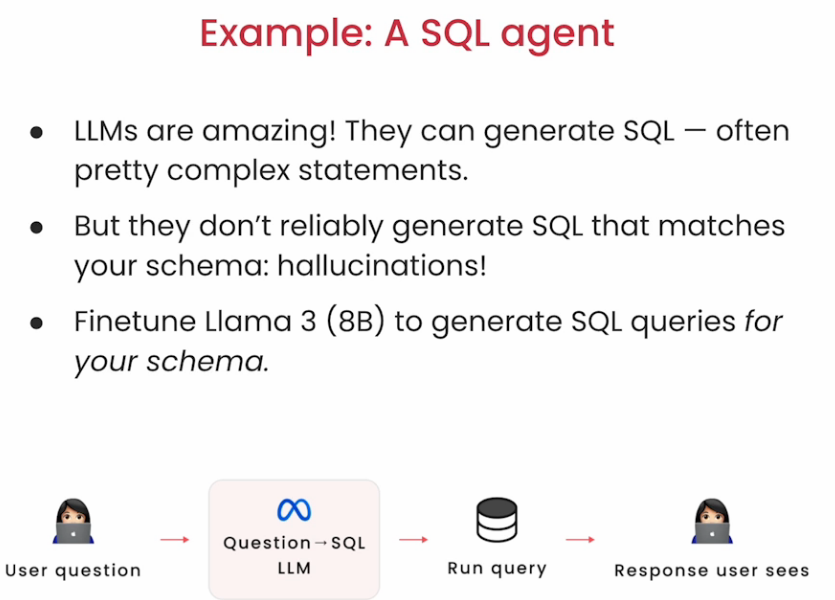 Example: A SQL agent
● LLMs are amazing! They can generate SQL — often
pretty complex statements.
● But they don’t reliably generate SQL that matches
your schema: hallucinations!
● Finetune Llama 3 (8B) to generate SQL queries for
your schema.
User question
Question→SQL
LLM
Run query
Response user sees